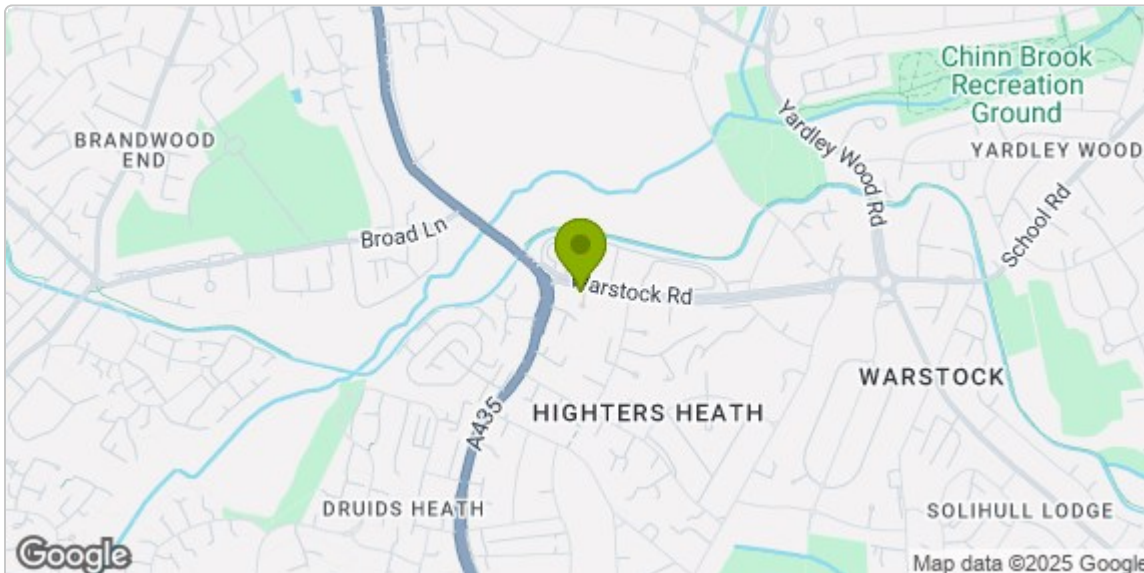 Chinn Brook
Recreation
Ground
BRANDWOOD
END
Yardley Wood Rd
YARDLEY WOOD
School Rd
Broad Ln
Warstock Rd
WARSTOCK
HIGHTERS HEATH
A435
DRUIDS HEATH
SOLIHULL LODGE
Google
Map data ©2025 Google